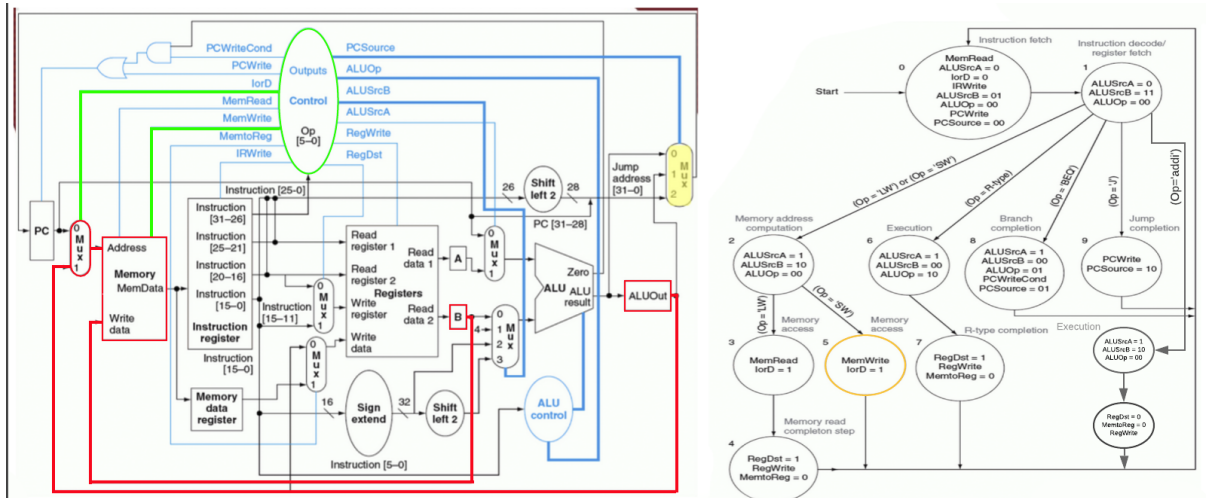 PCWriteCond
PCWrite
IorD
MemRead
MemWrite
MemtoReg
IRWrite
Outputs
Control
Op
[5–0]
PCSource
ALUOp
ALUSrcB
ALUSrcA
RegWrite
RegDst
Instruction [25-0]
26
Shift
left 2
28
Jump
address
[31-0]
PC [31–28]
0
1
2
M
u
x
PC
0
M
u
x
1
Address
Memory
MemData
Write
data
Instruction
[31–26]
Instruction
[25–21]
Instruction
[20–16]
Instruction
[15–0]
Instruction
register
Instruction
[15–0]
Memory
data
register
Instruction
[15–11]
0
M
u
x
1
0
M
u
x
1
Read
register 1
Read
register 2
Registers
Write
register
Write
data
Read
data 1
Read
data 2
A
B
0
M
u
x
1
4
0
1
2
3
M
u
x
Zero
ALU
ALU
result
ALUOut
16
Sign
extend
32
Shift
left 2
ALU
control
Instruction [5–0]
Instruction fetch
0
MemRead
ALUSrcA = 0
IorD = 0
IRWrite
ALUSrcB = 01
ALUOp = 00
PCWrite
PCSource = 00
Start
Instruction decode/
register fetch
1
ALUSrcA = 0
ALUSrcB = 11
ALUOp = 00
(Op = 'LW') or (Op = 'SW')
(Op = R-type)
(Op = 'BEQ')
(Op = 'J')
(Op='addi')
Memory address
computation
2
ALUSrcA = 1
ALUSrcB = 10
ALUOp = 00
Execution
6
ALUSrcA = 1
ALUSrcB = 00
ALUOp = 10
Branch
completion
8
ALUSrcA = 1
ALUSrcB = 00
ALUOp = 01
PCWriteCond
PCSource = 01
Jump
completion
9
PCWrite
PCSource = 10
(Op = 'LW')
(Op = 'SW')
Memory
access
3
MemRead
IorD = 1
Memory
access
5
MemWrite
IorD = 1
R-type completion
7
RegDst = 1
RegWrite
MemtoReg = 0
Execution
ALUSrcA = 1
ALUSrcB = 10
ALUOp = 00
RegDst = 0
MemtoReg = 0
RegWrite
Memory read
completon step
4
RegDst = 1
RegWrite
MemtoReg = 0